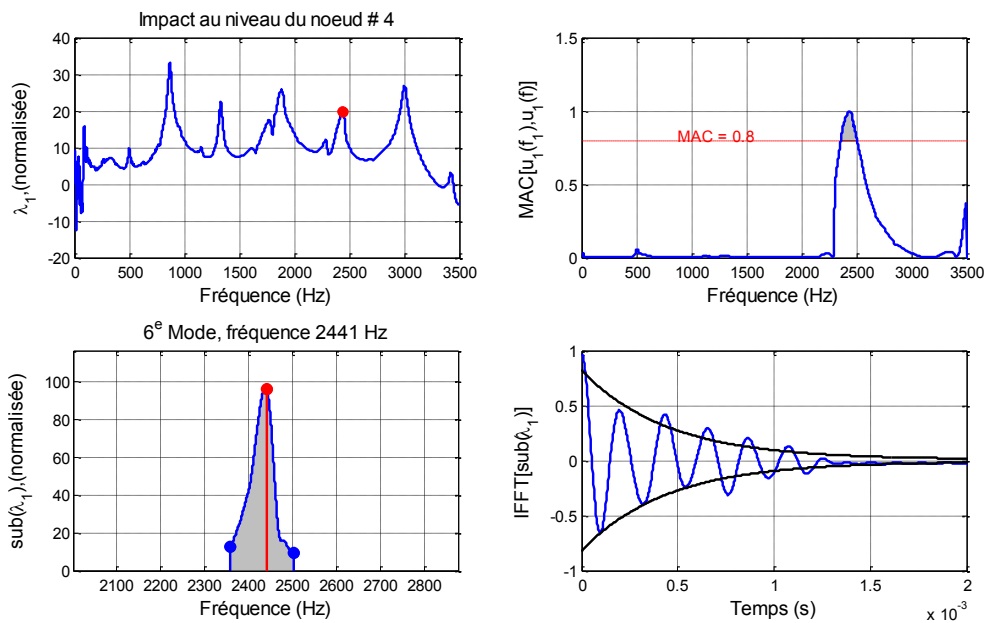 Impact au niveau du noeud # 4
λ1,(normalisée)
40
30
20
10
0
-10
-20
0 500 1000 1500 2000 2500 3000 3500
Fréquence (Hz)
MAC[u1(f1),u1(f)]
1.5
1
0.5
0
MAC = 0.8
0 500 1000 1500 2000 2500 3000 3500
Fréquence (Hz)
6e Mode, fréquence 2441 Hz
sub(λ1),(normalisée)
100
80
60
40
20
0
2100 2200 2300 2400 2500 2600 2700 2800
Fréquence (Hz)
IFFT[sub(λ1)]
1
0.5
0
-0.5
-1
0 0.5 1 1.5 2
Temps (s)
x 10-3